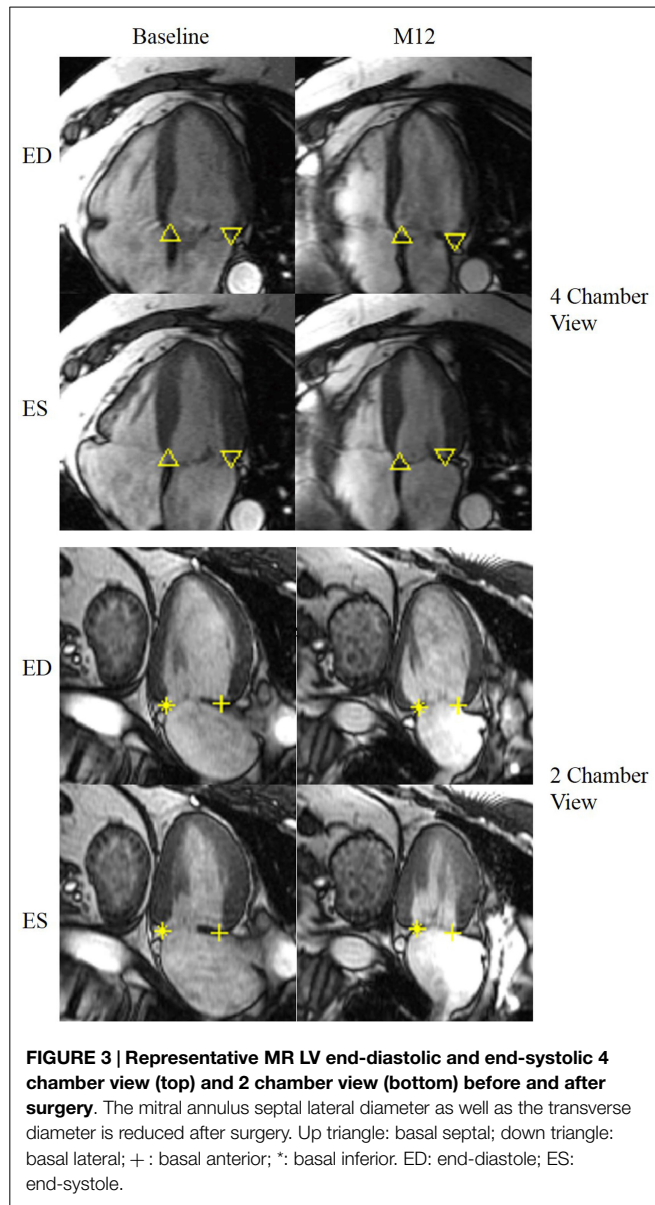 Baseline M12
ED
4 Chamber
View
ES
ED
2 Chamber
View
ES
FIGURE 3 | Representative MR LV end-diastolic and end-systolic 4
chamber view (top) and 2 chamber view (bottom) before and after
surgery. The mitral annulus septal lateral diameter as well as the transverse
diameter is reduced after surgery. Up triangle: basal septal; down triangle:
basal lateral; + : basal anterior; *: basal inferior. ED: end-diastole; ES:
end-systole.